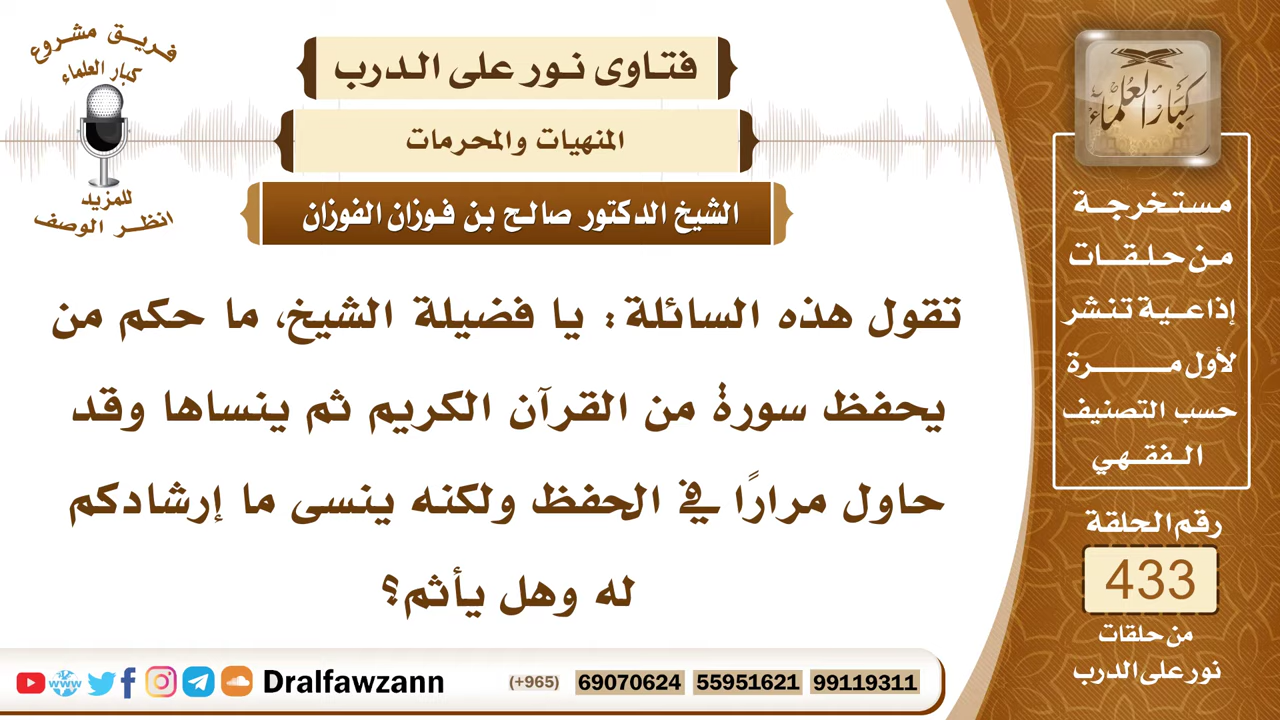 فريق مشروع
كبار العلماء
للمزيد
انظر الوصف
فتاوى نور على الدرب
المنهيات والمحرمات
الشيخ الدكتور صالح بن فوزان الفوزان
تقول هذه السائلة: يا فضيلة الشيخ، ما حكم من
يحفظ سورة من القرآن الكريم ثم ينساها وقد
حاول مرارًا في الحفظ ولكنه ينسى ما إرشادكم
له وهل يأثم؟
كبار العلماء
مستخرجة
من حلقات
إذاعية تنشر
لأول مرة
حسب التصنيف
الفقهي
رقم الحلقة
433
من حلقات
نور على الدرب
www Dralfawzann (+965) 69070624 55951621 99119311